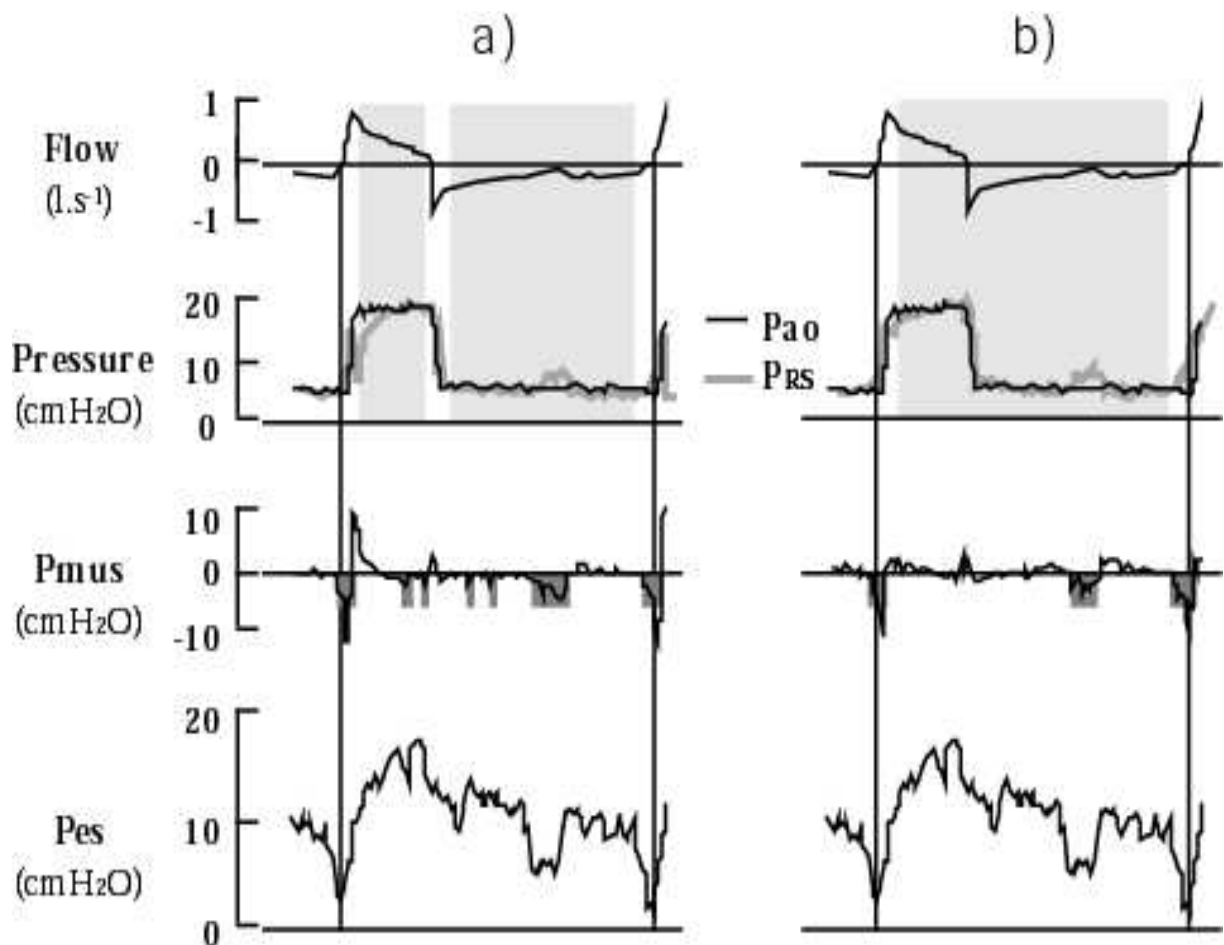 a) b)
1
Flow 0
(l.s-1)
-1
20
Pressure 10
(cmH2O)
0
Pao
PRS
10
Pmus 0
(cmH2O)
-10
20
Pes 10
(cmH2O)
0